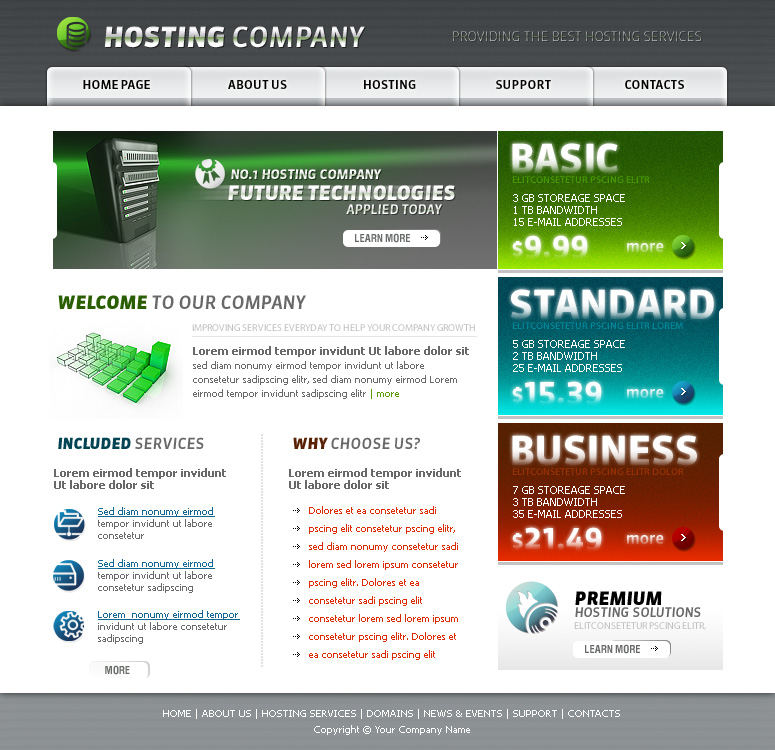 HOSTING COMPANY
PROVIDING THE BEST HOSTING SERVICES
HOME PAGE
ABOUT US
HOSTING
SUPPORT
CONTACTS
NO.1 HOSTING COMPANY
FUTURE TECHNOLOGIES
APPLIED TODAY
LEARN MORE
BASIC
ELITCONSETETUR PSCING ELITR
3 GB STOREAGE SPACE
1 TB BANDWIDTH
15 E-MAIL ADDRESSES
$9.99 more
STANDARD
ELITCONSETETUR PSCING ELITR LOREM
5 GB STOREAGE SPACE
2 TB BANDWIDTH
25 E-MAIL ADDRESSES
$15.39 more
BUSINESS
ELITCONSETETUR PSCING ELITR DOLOR
7 GB STOREAGE SPACE
3 TB BANDWIDTH
35 E-MAIL ADDRESSES
$21.49 more
PREMIUM
HOSTING SOLUTIONS
ELITCONSETETUR PSCING ELITR,
LEARN MORE
WELCOME TO OUR COMPANY
IMPROVING SERVICES EVERYDAY TO HELP YOUR COMPANY GROWTH
Lorem eirmod tempor invidunt Ut labore dolor sit
sed diam nonumy eirmod tempor invidunt ut labore
consetetur sadipscing elitr, sed diam nonumy eirmod Lorem
eirmod tempor invidunt sadipscing elitr | more
INCLUDED SERVICES
Lorem eirmod tempor invidunt
Ut labore dolor sit
Sed diam nonumy eirmod
tempor invidunt ut labore
consetetur
Sed diam nonumy eirmod
tempor invidunt ut labore
consetetur sadipscing
Lorem nonumy eirmod tempor
invidunt ut labore consetetur
sadipscing
MORE
WHY CHOOSE US?
Lorem eirmod tempor invidunt
Ut labore dolor sit
Dolores et ea consetetur sadi
pscing elit consetetur pscing elitr,
sed diam nonumy consetetur sadi
lorem sed lorem ipsum consetetur
pscing elitr. Dolores et ea
consetetur sadi pscing elit
consetetur lorem sed lorem ipsum
consetetur pscing elitr. Dolores et
ea consetetur sadi pscing elit
HOME | ABOUT US | HOSTING SERVICES | DOMAINS | NEWS & EVENTS | SUPPORT | CONTACTS
Copyright © Your Company Name